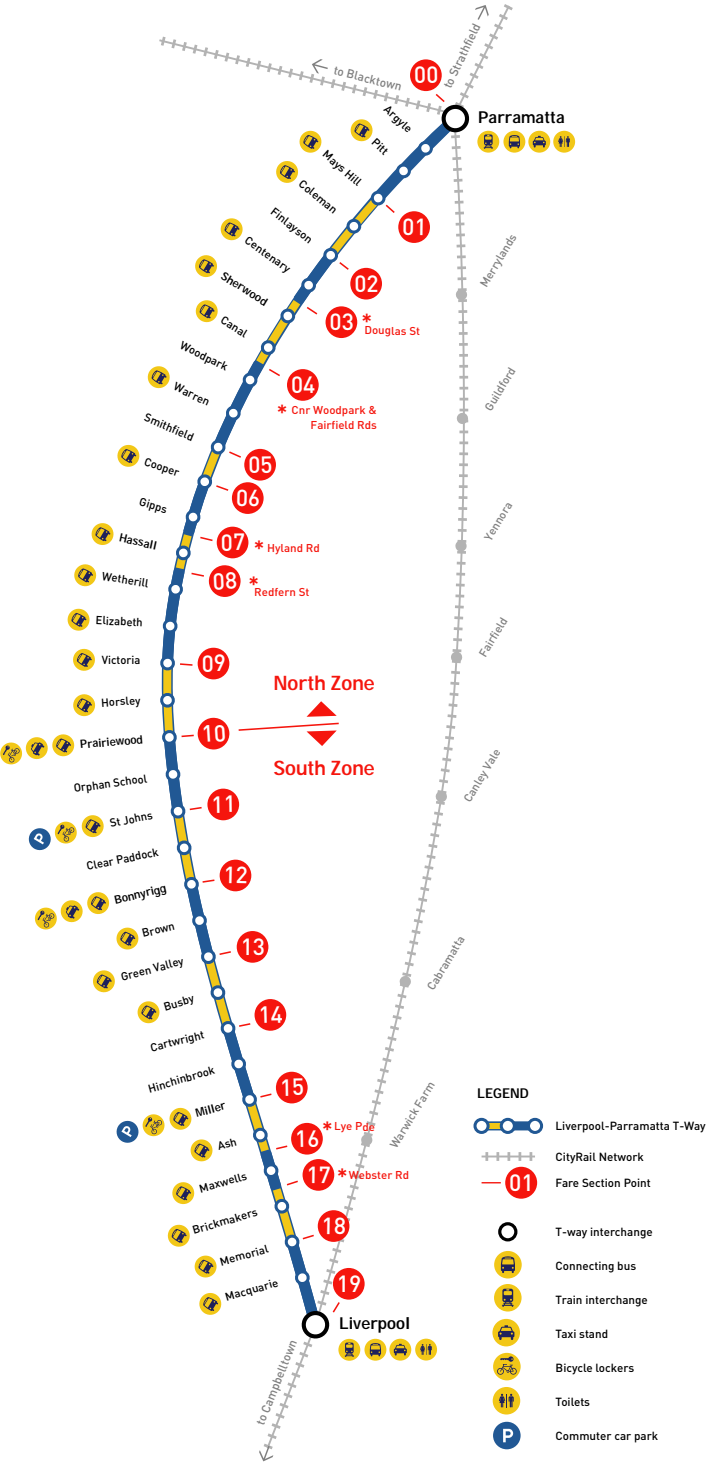 to Strathfield
to Blacktown
00
Parramatta
Argyle
Pitt
Mays Hill
Coleman
01
Finlayson
02
Centenary
Sherwood
03
* Douglas St
Canal
Woodpark
04
* Cnr Woodpark &
Fairfield Rds
Warren
Smithfield
05
Cooper
06
Gipps
07
* Hyland Rd
Hassall
08
* Redfern St
Wetherill
Elizabeth
Victoria
09
Horsley
North Zone
Prairiewood
10
South Zone
Orphan School
11
P
St Johns
Clear Paddock
12
Bonnyrigg
Brown
13
Green Valley
Busby
14
Cartwright
Hinchinbrook
15
P
Miller
Ash
16
* Lye Pde
Maxwells
17
* Webster Rd
Brickmakers
18
Memorial
Macquarie
19
Liverpool
to Campbelltown
Merrylands
Guildford
Yennora
Fairfield
Canley Vale
Cabramatta
Warwick Farm
LEGEND
Liverpool-Parramatta T-Way
CityRail Network
01 Fare Section Point
T-way interchange
Connecting bus
Train interchange
Taxi stand
Bicycle lockers
Toilets
P Commuter car park